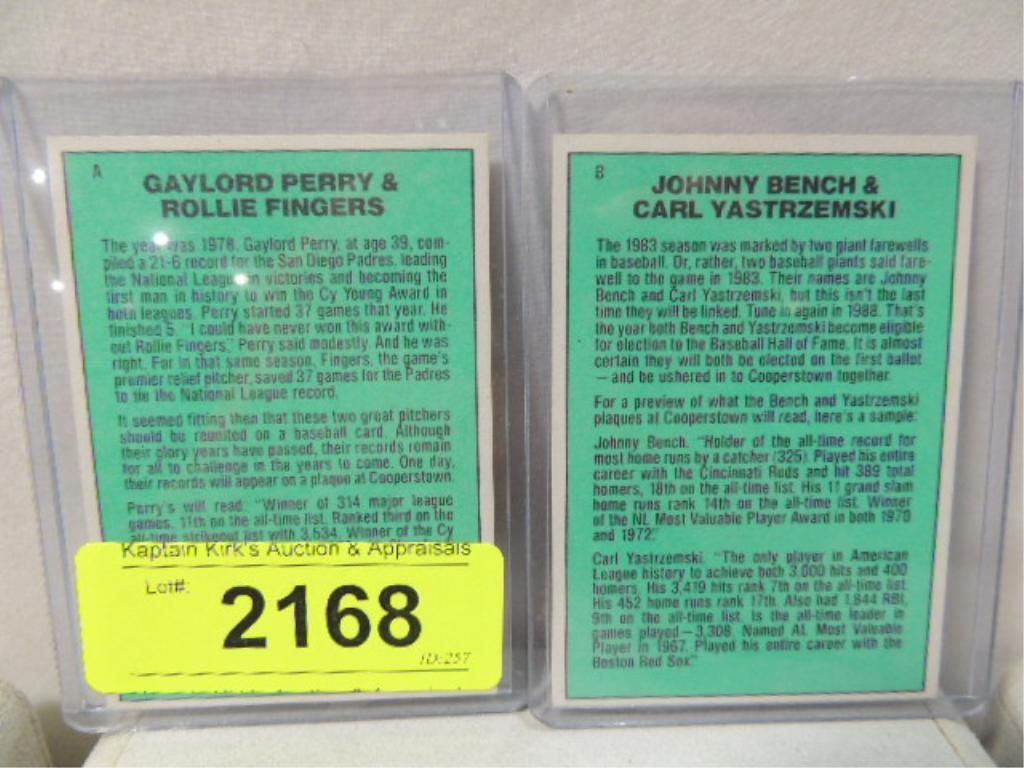 A
GAYLORD PERRY &
ROLLIE FINGERS
The year was 1978. Gaylord Perry, at age 39, com-
piled a 21-6 record for the San Diego Padres, leading
the National League in victories and becoming the
first man in history to win the Cy Young Award in
both leagues. Perry started 37 games that year. He
finished 5. "I could have never won this award with-
out Rollie Fingers," Perry said modestly. And he was
right. For in that same season, Fingers, the game's
premier relief pitcher, saved 37 games for the Padres
to tie the National League record.
It seemed fitting then that these two great pitchers
should be reunited on a baseball card. Although
their glory years have passed, their records remain
for all to challenge in the years to come. One day,
their records will appear on a plaque at Cooperstown.
Perry's will read: "Winner of 314 major league
games, 11th on the all-time list. Ranked third on the
all-time strikeout list with 3,534. Winner of the Cy
Kaptain Kirk's Auction & Appraisals
Lot#:
2168
ID:257
B
JOHNNY BENCH &
CARL YASTRZEMSKI
The 1983 season was marked by two giant farewells
in baseball. Or, rather, two baseball giants said fare-
well to the game in 1983. Their names are Johnny
Bench and Carl Yastrzemski, but this isn't the last
time they will be linked. Tune in again in 1988. That's
the year both Bench and Yastrzemski become eligible
for election to the Baseball Hall of Fame. It is almost
certain they will both be elected on the first ballot
—and be ushered in to Cooperstown together.
For a preview of what the Bench and Yastrzemski
plaques at Cooperstown will read, here's a sample:
Johnny Bench. "Holder of the all-time record for
most home runs by a catcher (325). Played his entire
career with the Cincinnati Reds and hit 389 total
homers, 18th on the all-time list. His 11 grand slam
home runs rank 14th on the all-time list. Winner
of the NL Most Valuable Player Award in both 1970
and 1972."
Carl Yastrzemski. "The only player in American
League history to achieve both 3,000 hits and 400
homers. His 3,419 hits rank 7th on the all-time list.
His 452 home runs rank 17th. Also had 1,844 RBI,
9th on the all-time list. Is the all-time leader in
games played—3,308. Named AL Most Valuable
Player in 1967. Played his entire career with the
Boston Red Sox."